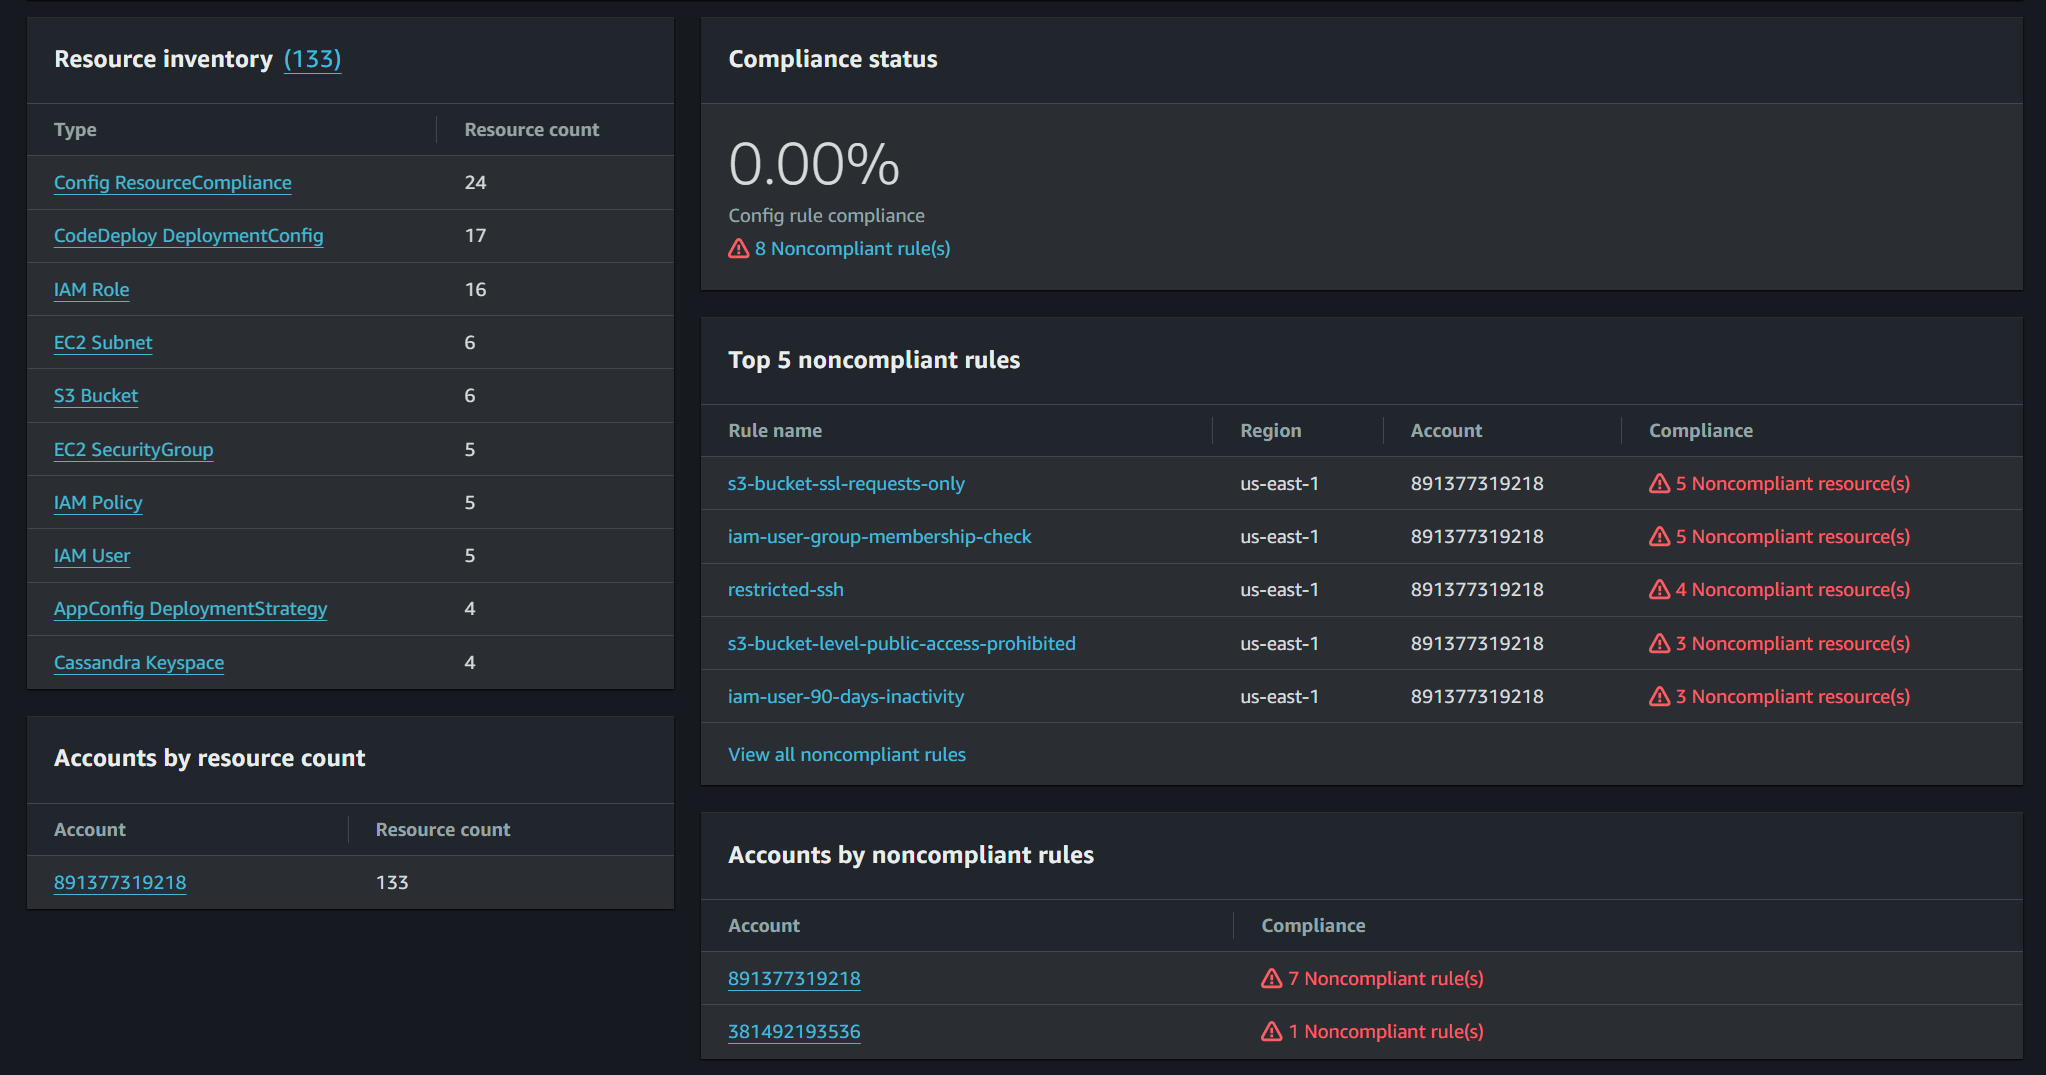 Resource inventory (133)
Type Resource count
Config ResourceCompliance 24
CodeDeploy DeploymentConfig 17
IAM Role 16
EC2 Subnet 6
S3 Bucket 6
EC2 SecurityGroup 5
IAM Policy 5
IAM User 5
AppConfig DeploymentStrategy 4
Cassandra Keyspace 4
Accounts by resource count
Account Resource count
891377319218 133
Compliance status
0.00%
Config rule compliance
8 Noncompliant rule(s)
Top 5 noncompliant rules
Rule name Region Account Compliance
s3-bucket-ssl-requests-only us-east-1 891377319218 5 Noncompliant resource(s)
iam-user-group-membership-check us-east-1 891377319218 5 Noncompliant resource(s)
restricted-ssh us-east-1 891377319218 4 Noncompliant resource(s)
s3-bucket-level-public-access-prohibited us-east-1 891377319218 3 Noncompliant resource(s)
iam-user-90-days-inactivity us-east-1 891377319218 3 Noncompliant resource(s)
View all noncompliant rules
Accounts by noncompliant rules
Account Compliance
891377319218 7 Noncompliant rule(s)
381492193536 1 Noncompliant rule(s)